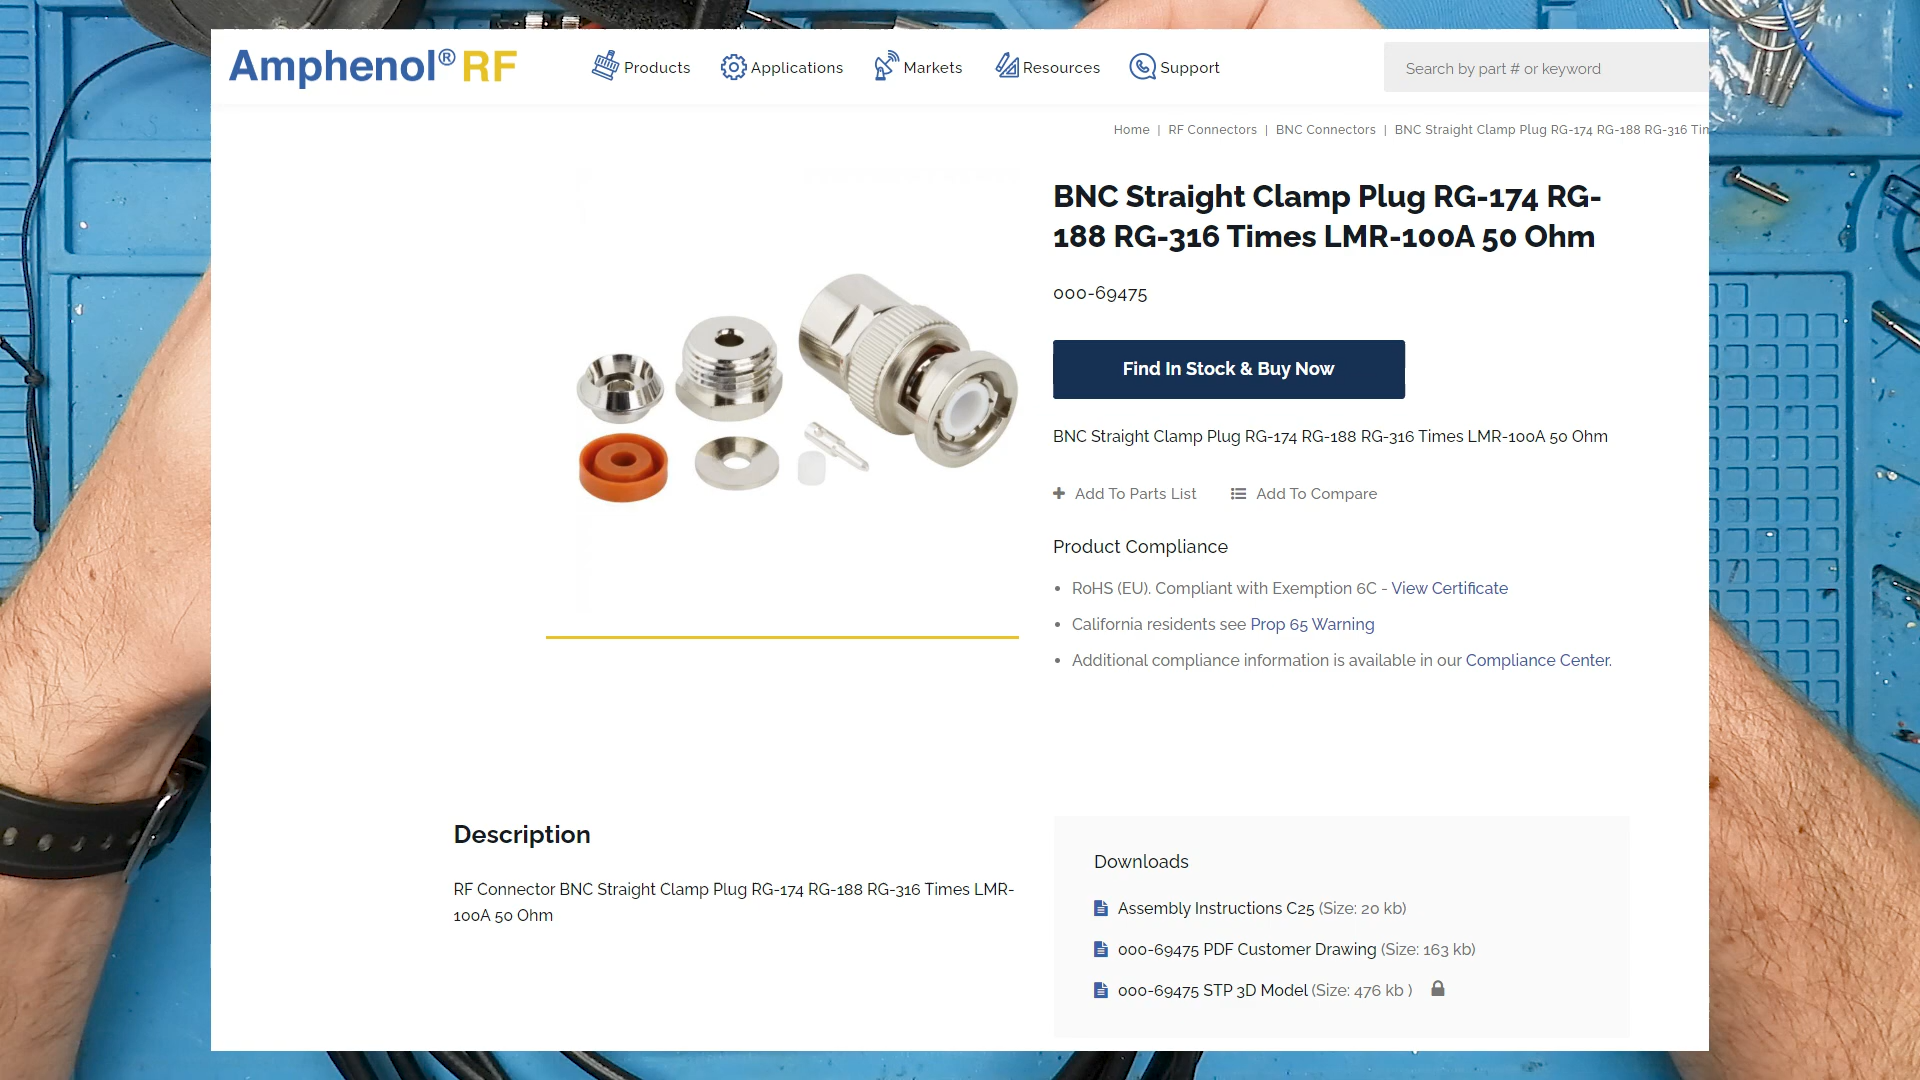 Amphenol® RF
Products
Applications
Markets
Resources
Support
Search by part # or keyword
Home | RF Connectors | BNC Connectors | BNC Straight Clamp Plug RG-174 RG-188 RG-316
BNC Straight Clamp Plug RG-174 RG-
188 RG-316 Times LMR-100A 50 Ohm
000-69475
Find In Stock & Buy Now
BNC Straight Clamp Plug RG-174 RG-188 RG-316 Times LMR-100A 50 Ohm
Add To Parts List
Add To Compare
Product Compliance
• RoHS (EU). Compliant with Exemption 6C - View Certificate
• California residents see Prop 65 Warning
• Additional compliance information is available in our Compliance Center.
Description
RF Connector BNC Straight Clamp Plug RG-174 RG-188 RG-316 Times LMR-
100A 50 Ohm
Downloads
Assembly Instructions C25 (Size: 20 kb)
000-69475 PDF Customer Drawing (Size: 163 kb)
000-69475 STP 3D Model (Size: 476 kb )